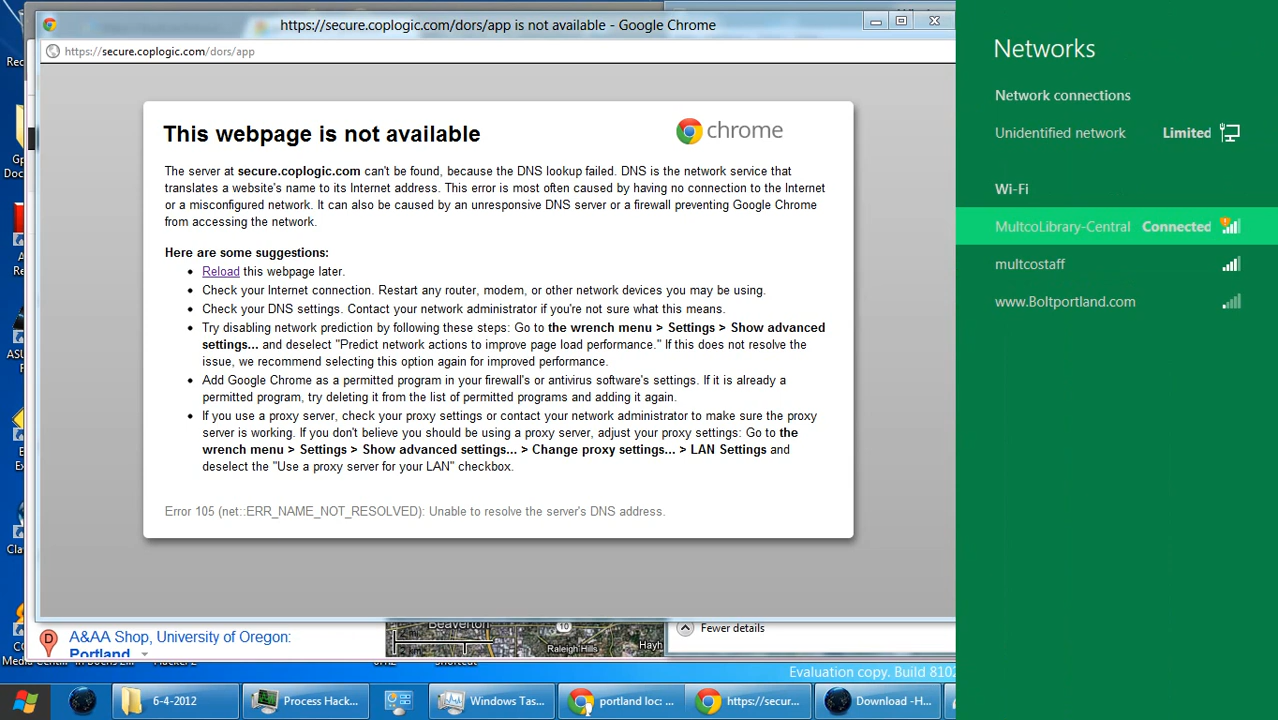 https://secure.coplogic.com/dors/app is not available - Google Chrome
https://secure.coplogic.com/dors/app
This webpage is not available
chrome
The server at secure.coplogic.com can't be found, because the DNS lookup failed. DNS is the network service that
translates a website's name to its Internet address. This error is most often caused by having no connection to the Internet
or a misconfigured network. It can also be caused by an unresponsive DNS server or a firewall preventing Google Chrome
from accessing the network.
Here are some suggestions:
Reload this webpage later.
Check your Internet connection. Restart any router, modem, or other network devices you may be using.
Check your DNS settings. Contact your network administrator if you're not sure what this means.
Try disabling network prediction by following these steps: Go to the wrench menu > Settings > Show advanced
settings... and deselect "Predict network actions to improve page load performance." If this does not resolve the
issue, we recommend selecting this option again for improved performance.
Add Google Chrome as a permitted program in your firewall's or antivirus software's settings. If it is already a
permitted program, try deleting it from the list of permitted programs and adding it again.
If you use a proxy server, check your proxy settings or contact your network administrator to make sure the proxy
server is working. If you don't believe you should be using a proxy server, adjust your proxy settings: Go to the
wrench menu > Settings > Show advanced settings... > Change proxy settings... > LAN Settings and
deselect the "Use a proxy server for your LAN" checkbox.
Error 105 (net::ERR_NAME_NOT_RESOLVED): Unable to resolve the server's DNS address.
Networks
Network connections
Unidentified network Limited
Wi-Fi
MultcoLibrary-Central Connected
multcostaff
www.Boltportland.com
D
A&AA Shop, University of Oregon:
Portland
Beaverton
10
Raleigh Hills
2 km
Fewer details
Evaluation copy. Build 8102
6-4-2012
Process Hack...
Windows Tas...
portland loc: ...
https://secur...
Download -H...